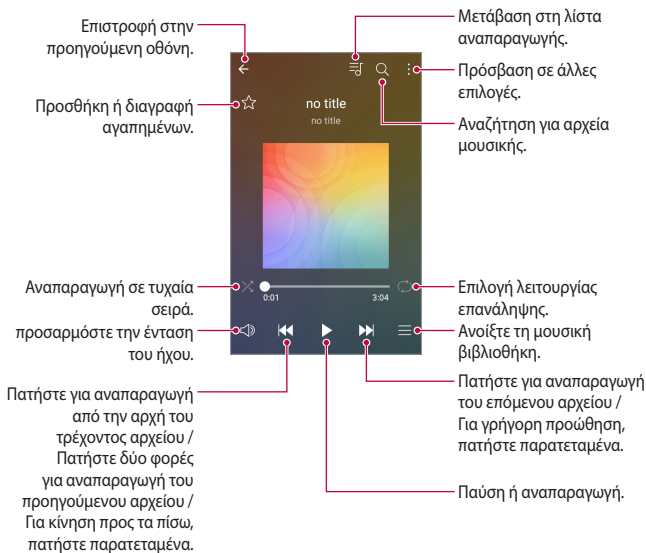 Επιστροφή στην
προηγούμενη οθόνη.
Προσθήκη ή διαγραφή
αγαπημένων.
Αναπαραγωγή σε τυχαία
σειρά.
προσαρμόστε την ένταση
του ήχου.
Πατήστε για αναπαραγωγή
από την αρχή του
τρέχοντος αρχείου /
Πατήστε δύο φορές
για αναπαραγωγή του
προηγούμενου αρχείου /
Για κίνηση προς τα πίσω,
πατήστε παρατεταμένα.
no title
no title
0:01
3:04
Μετάβαση στη λίστα
αναπαραγωγής.
Πρόσβαση σε άλλες
επιλογές.
Αναζήτηση για αρχεία
μουσικής.
Επιλογή λειτουργίας
επανάληψης.
Ανοίξτε τη μουσική
βιβλιοθήκη.
Πατήστε για αναπαραγωγή
του επόμενου αρχείου /
Για γρήγορη προώθηση,
πατήστε παρατεταμένα.
Παύση ή αναπαραγωγή.